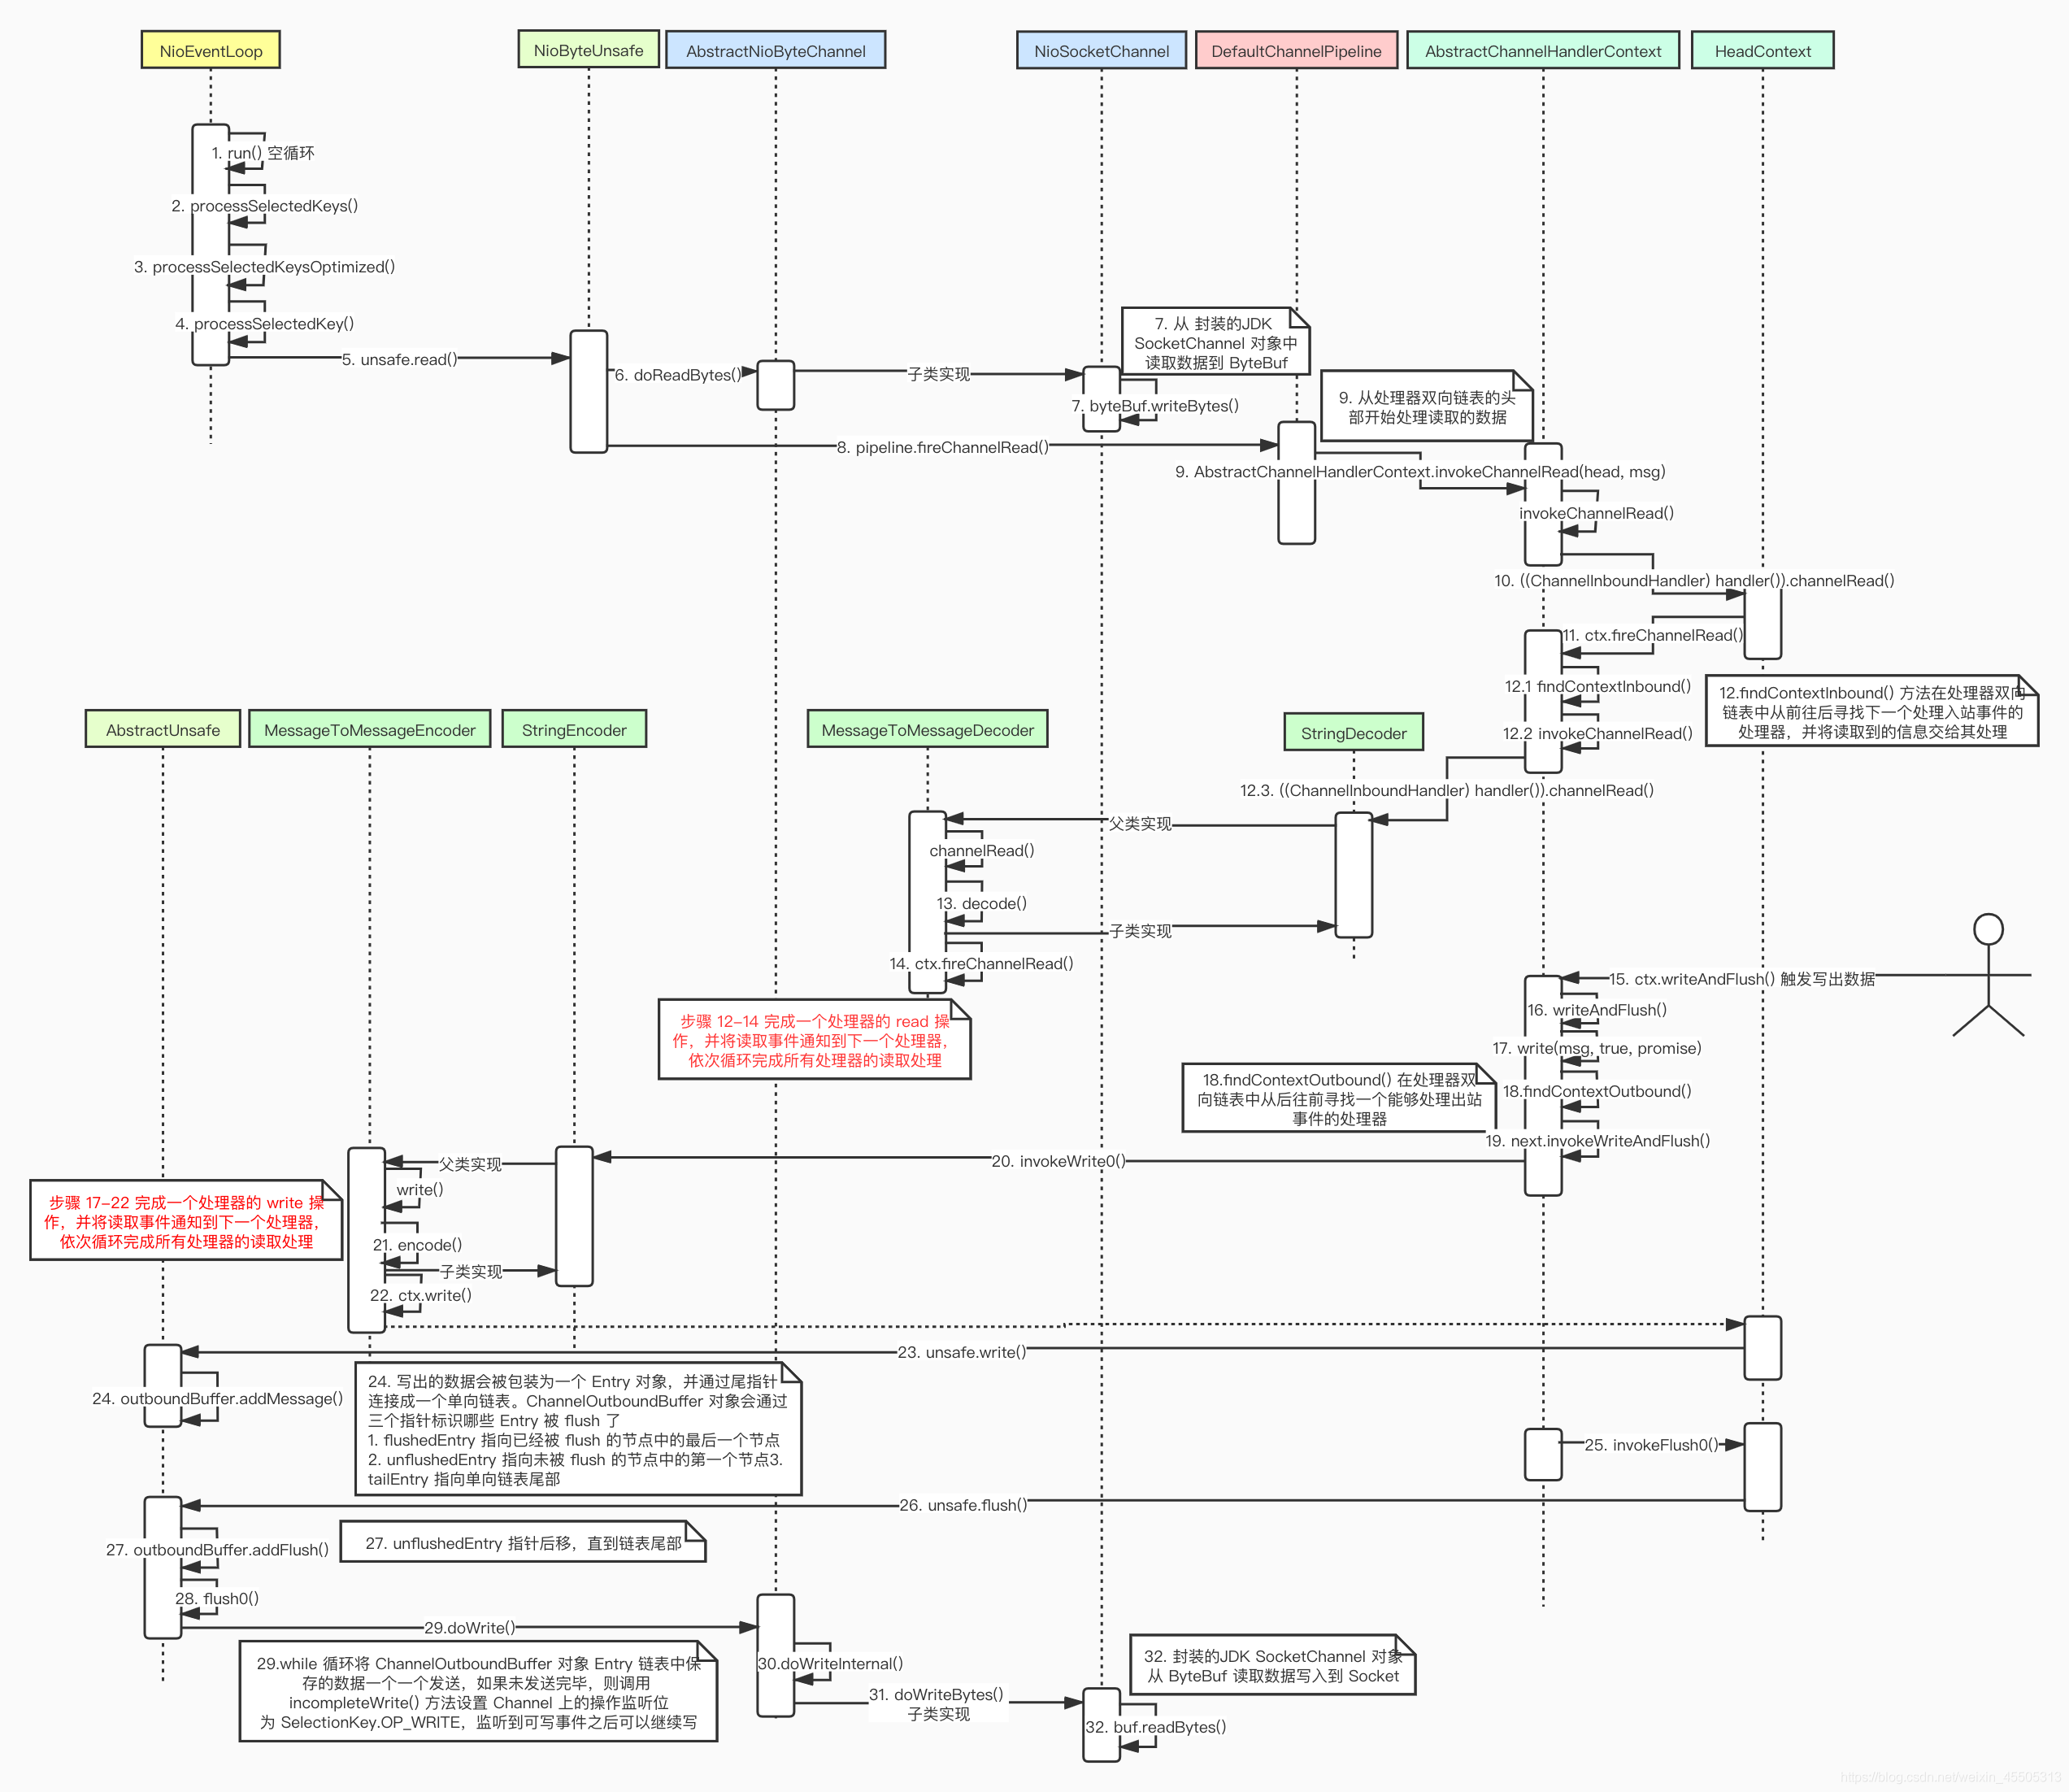 NioEventLoop
NioByteUnsafe
AbstractNioByteChannel
NioSocketChannel
DefaultChannelPipeline
AbstractChannelHandlerContext
HeadContext
1. run() 空循环
2. processSelectedKeys()
3. processSelectedKeysOptimized()
4. processSelectedKey()
5. unsafe.read()
6. doReadBytes()
子类实现
7. 从 封装的JDK
SocketChannel 对象中
读取数据到 ByteBuf
7. byteBuf.writeBytes()
8. pipeline.fireChannelRead()
9. 从处理器双向链表的头
部开始处理读取的数据
9. AbstractChannelHandlerContext.invokeChannelRead(head, msg)
invokeChannelRead()
10. ((ChannelInboundHandler) handler()).channelRead()
11. ctx.fireChannelRead()
12.1 findContextInbound()
12.2 invokeChannelRead()
12.findContextInbound() 方法在处理器双向
链表中从前往后寻找下一个处理入站事件的
处理器，并将读取到的信息交给其处理
AbstractUnsafe
MessageToMessageEncoder
StringEncoder
MessageToMessageDecoder
StringDecoder
12.3. ((ChannelInboundHandler) handler()).channelRead()
父类实现
channelRead()
13. decode()
子类实现
14. ctx.fireChannelRead()
步骤 12-14 完成一个处理器的 read 操
作，并将读取事件通知到下一个处理器，
依次循环完成所有处理器的读取处理
15. ctx.writeAndFlush() 触发写出数据
16. writeAndFlush()
17. write(msg, true, promise)
18.findContextOutbound() 在处理器双
向链表中从后往前寻找一个能够处理出站
事件的处理器
18.findContextOutbound()
19. next.invokeWriteAndFlush()
20. invokeWrite0()
父类实现
write()
步骤 17-22 完成一个处理器的 write 操
作，并将读取事件通知到下一个处理器，
依次循环完成所有处理器的读取处理
21. encode()
子类实现
22. ctx.write()
23. unsafe.write()
24. outboundBuffer.addMessage()
24. 写出的数据会被包装为一个 Entry 对象，并通过尾指针
连接成一个单向链表。ChannelOutboundBuffer 对象会通过
三个指针标识哪些 Entry 被 flush 了
1. flushedEntry 指向已经被 flush 的节点中的最后一个节点
2. unflushedEntry 指向未被 flush 的节点中的第一个节点3.
tailEntry 指向单向链表尾部
25. invokeFlush0()
26. unsafe.flush()
27. outboundBuffer.addFlush()
27. unflushedEntry 指针后移，直到链表尾部
28. flush0()
29.doWrite()
29.while 循环将 ChannelOutboundBuffer 对象 Entry 链表中保
存的数据一个一个发送，如果未发送完毕，则调用
incompleteWrite() 方法设置 Channel 上的操作监听位
为 SelectionKey.OP_WRITE，监听到可写事件之后可以继续写
30.doWriteInternal()
31. doWriteBytes()
子类实现
32. 封装的JDK SocketChannel 对象
从 ByteBuf 读取数据写入到 Socket
32. buf.readBytes()
https://blog.csdn.net/weixin_45505313